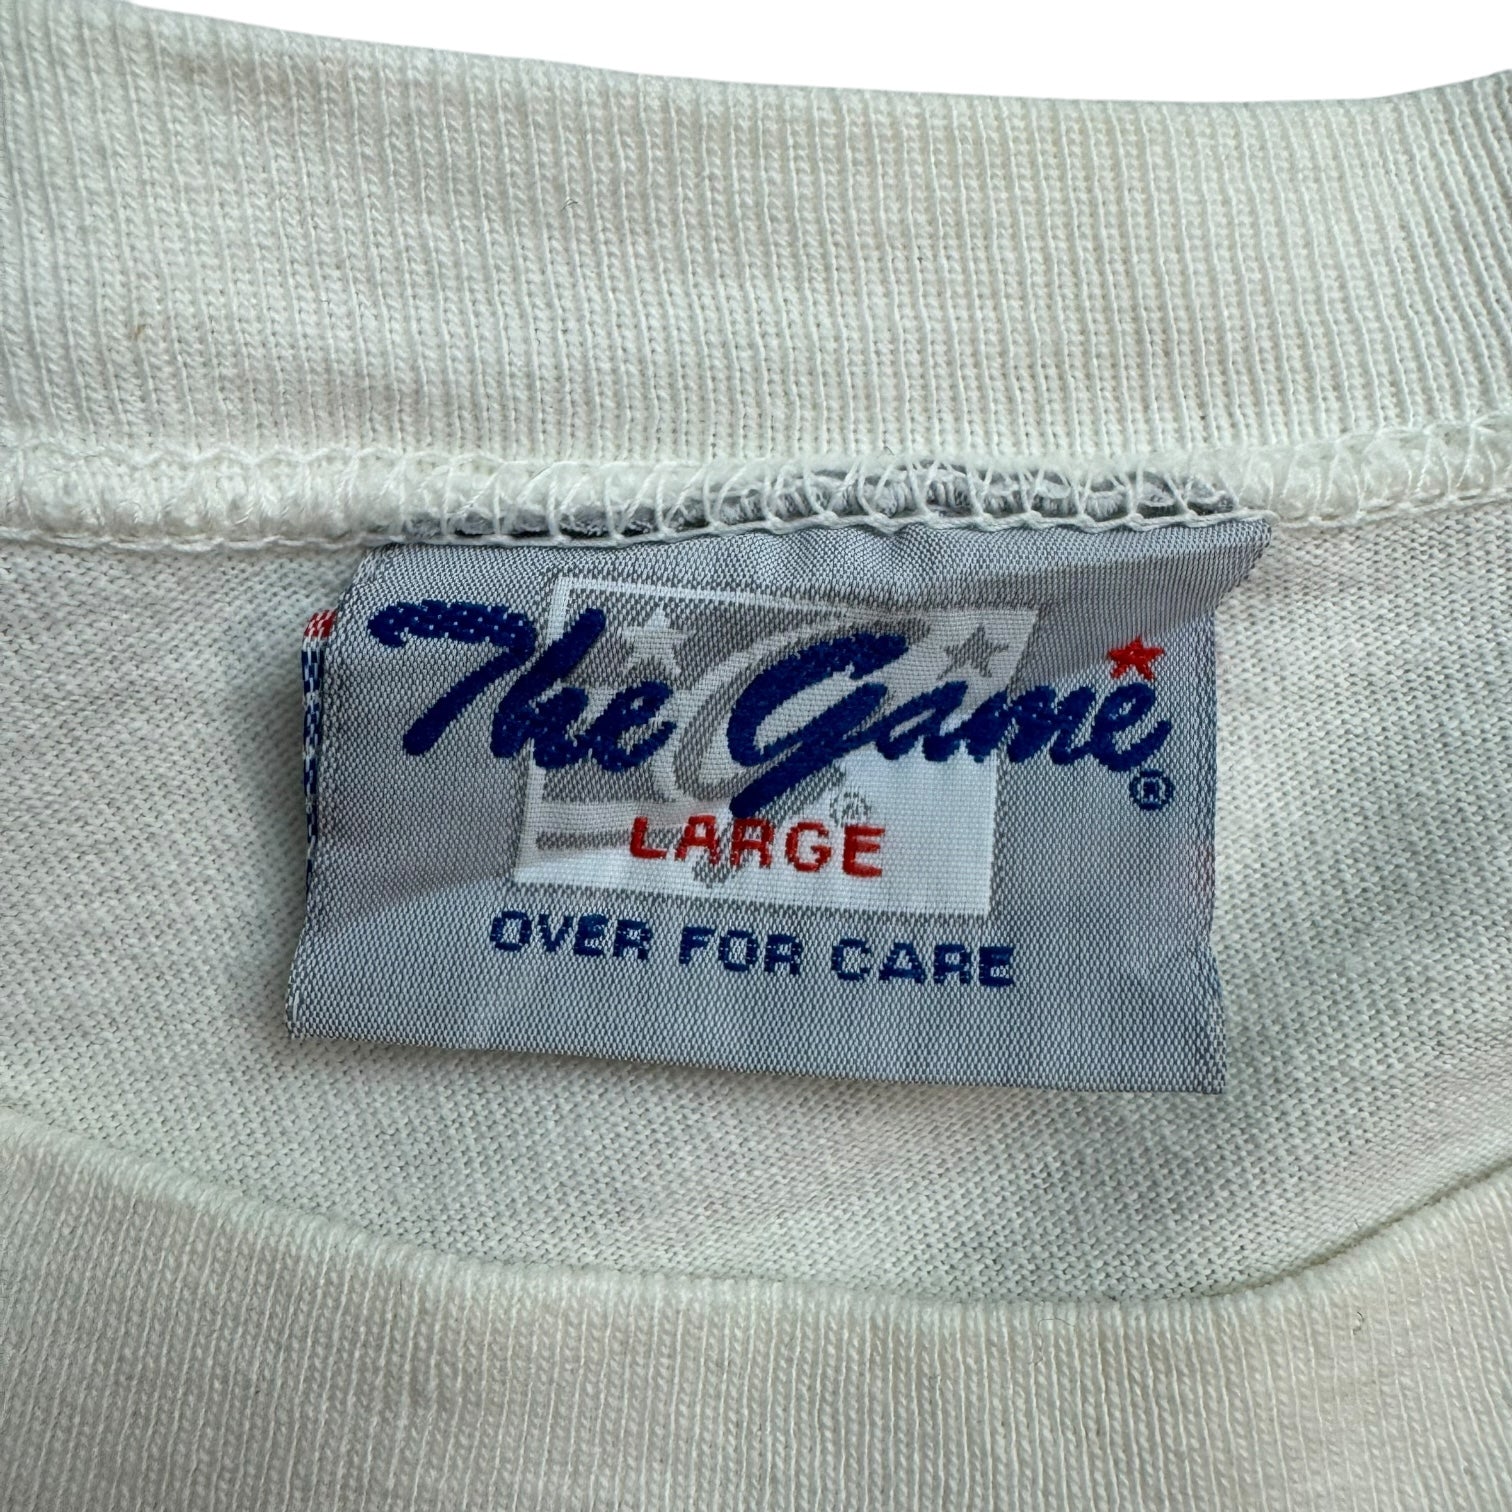 The Game®
®
LARGE
OVER FOR CARE